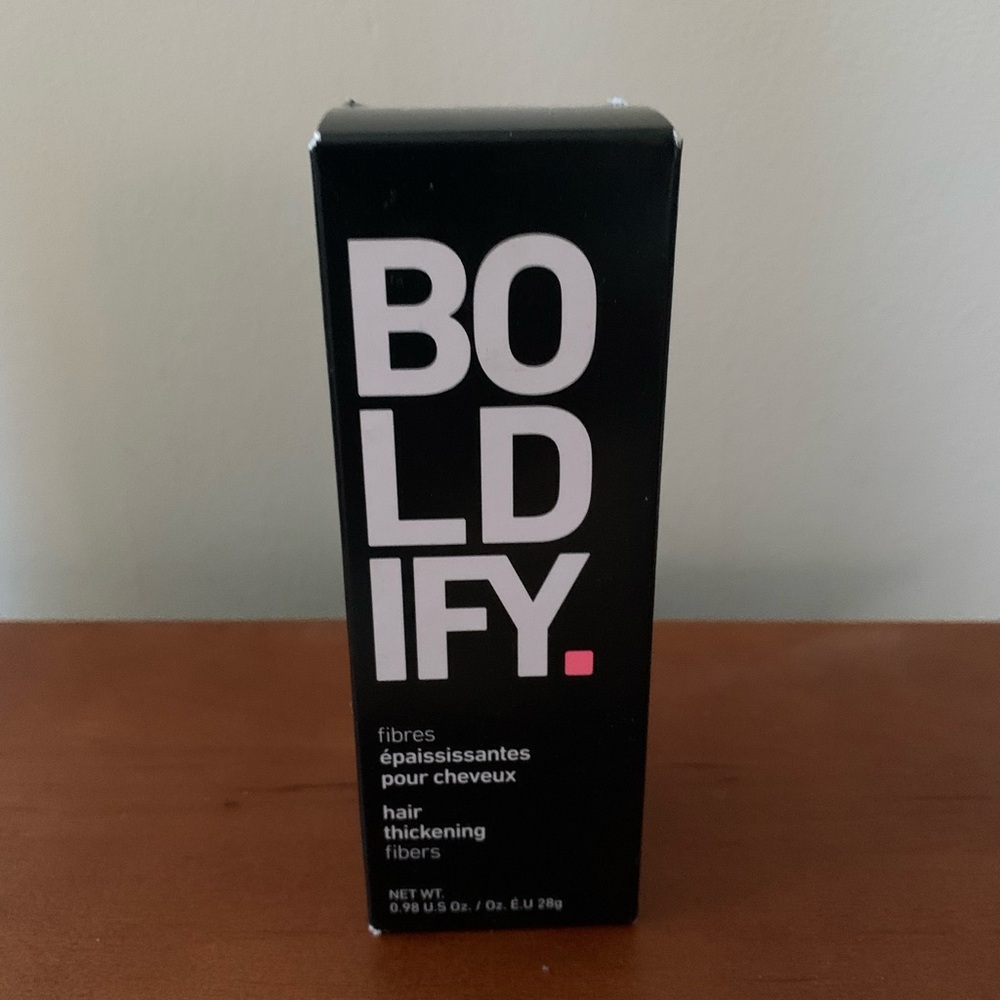 BO
LD
IFY.
fibres
épaississantes
pour cheveux
hair
thickening
fibers
NET WT.
0.98 U.S Oz. / Oz. É.U 28g